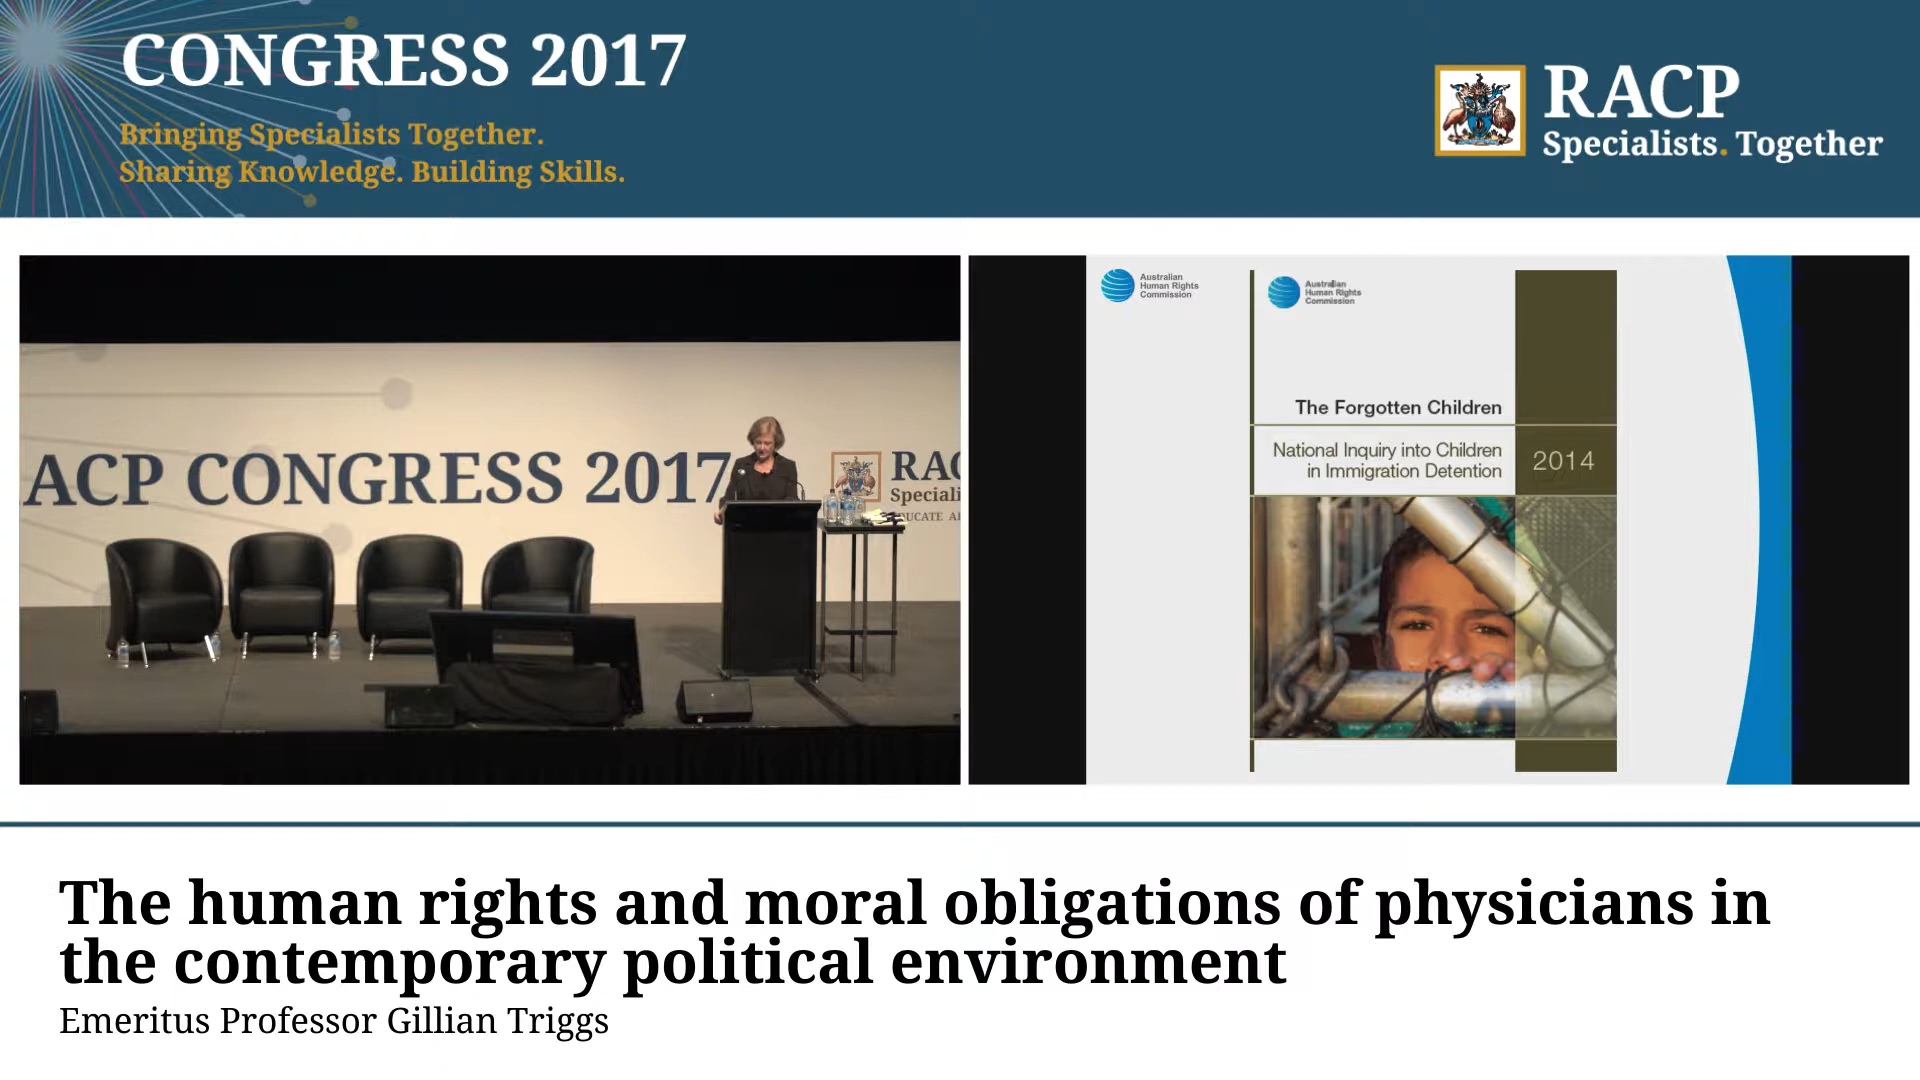 CONGRESS 2017
Bringing Specialists Together.
Sharing Knowledge. Building Skills.
RACP
Specialists. Together
ACP CONGRESS 2017
RAC
Speciali
Australian
Human Rights
Commission
Australian
Human Rights
Commission
The Forgotten Children
National Inquiry into Children
in Immigration Detention
2014
The human rights and moral obligations of physicians in
the contemporary political environment
Emeritus Professor Gillian Triggs